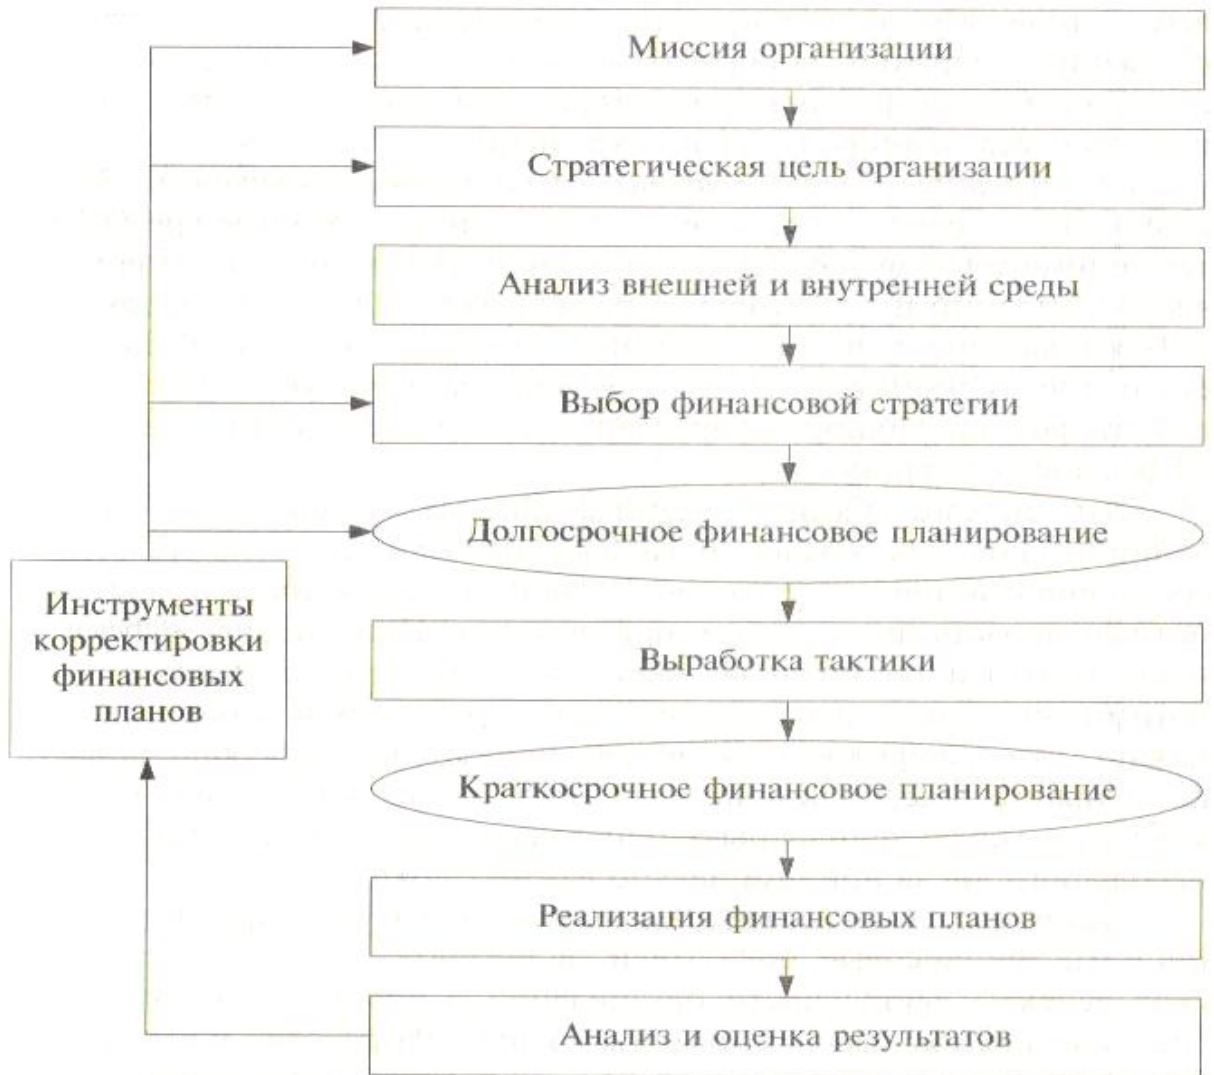 Миссия организации
Стратегическая цель организации
Анализ внешней и внутренней среды
Выбор финансовой стратегии
Долгосрочное финансовое планирование
Инструменты
корректировки
финансовых
планов
Выработка тактики
Краткосрочное финансовое планирование
Реализация финансовых планов
Анализ и оценка результатов